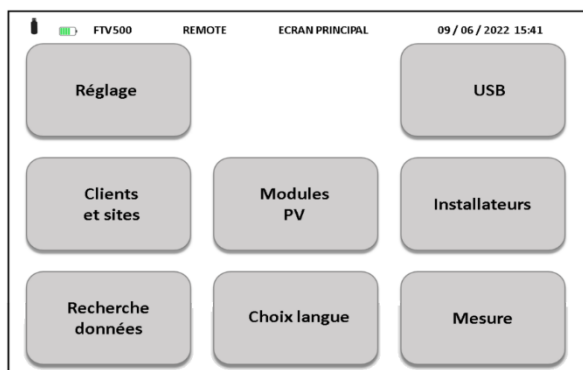 FTV500 REMOTE ECRAN PRINCIPAL 09 / 06 / 2022 15:41
Réglage
USB
Clients
et sites
Modules
PV
Installateurs
Recherche
données
Choix langue
Mesure